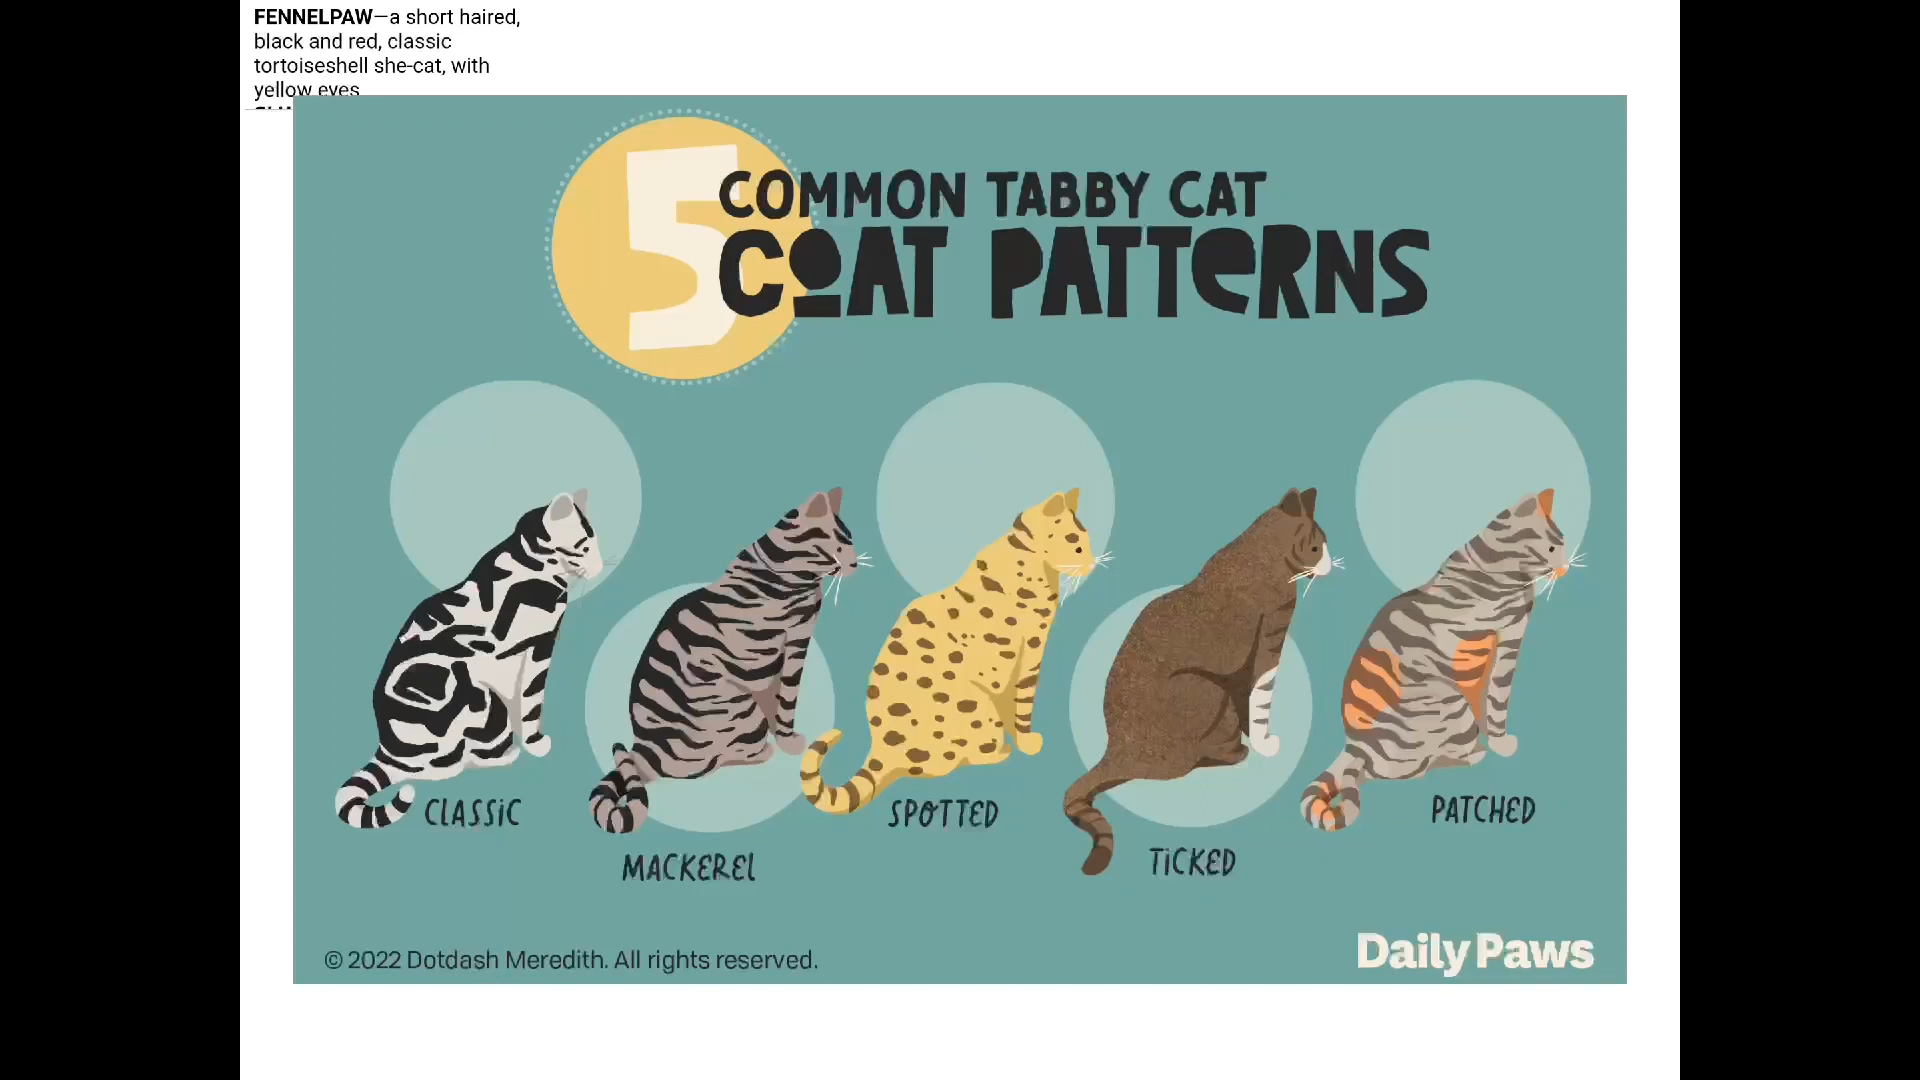 FENNELPAW—a short haired,
black and red, classic
tortoiseshell she-cat, with
yellow eyes
5
COMMON TABBY CAT
COAT PATTERNS
CLASSIC
MACKEREL
SPOTTED
TICKED
PATCHED
© 2022 Dotdash Meredith. All rights reserved.
Daily Paws